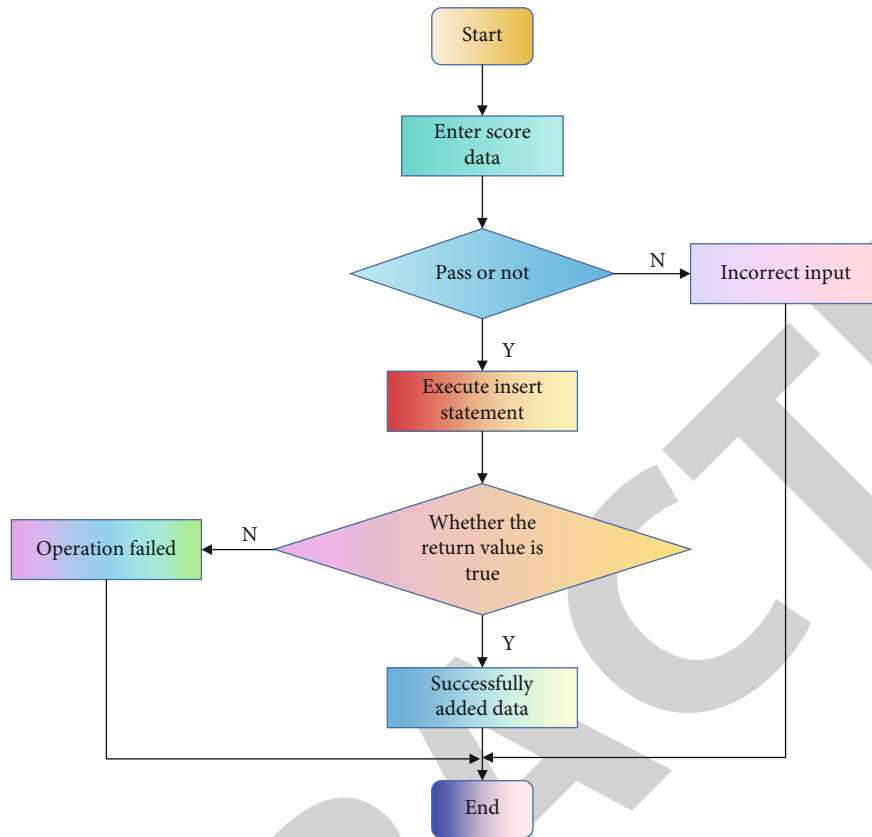 Start
Enter score
data
Pass or not
N
Incorrect input
Y
Execute insert
statement
Whether the
return value is
true
N
Operation failed
Y
Successfully
added data
End